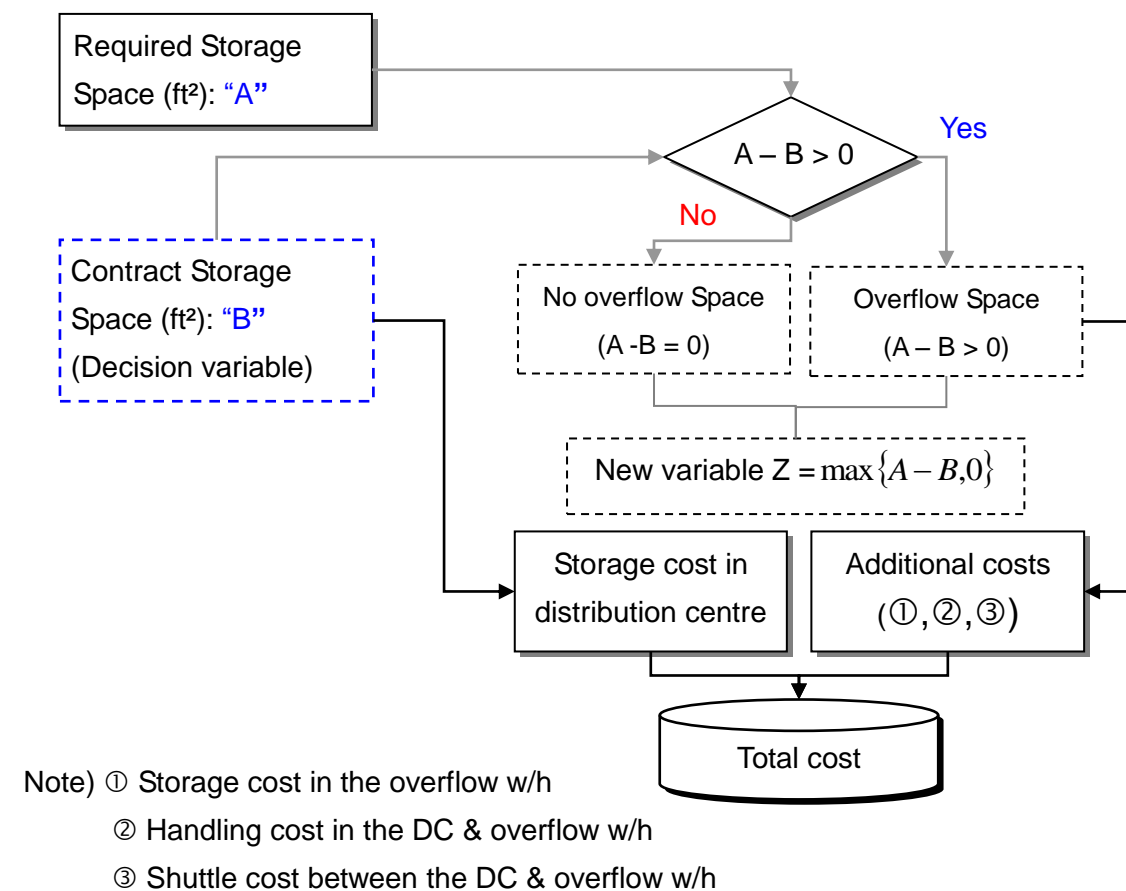 Required Storage
Space (ft²): “A”
A – B > 0
Yes
No
Contract Storage
Space (ft²): “B”
(Decision variable)
No overflow Space
(A -B = 0)
Overflow Space
(A – B > 0)
New variable Z = max{A – B,0}
Storage cost in
distribution centre
Additional costs
(①,②,③)
Total cost
Note) ① Storage cost in the overflow w/h
② Handling cost in the DC & overflow w/h
③ Shuttle cost between the DC & overflow w/h